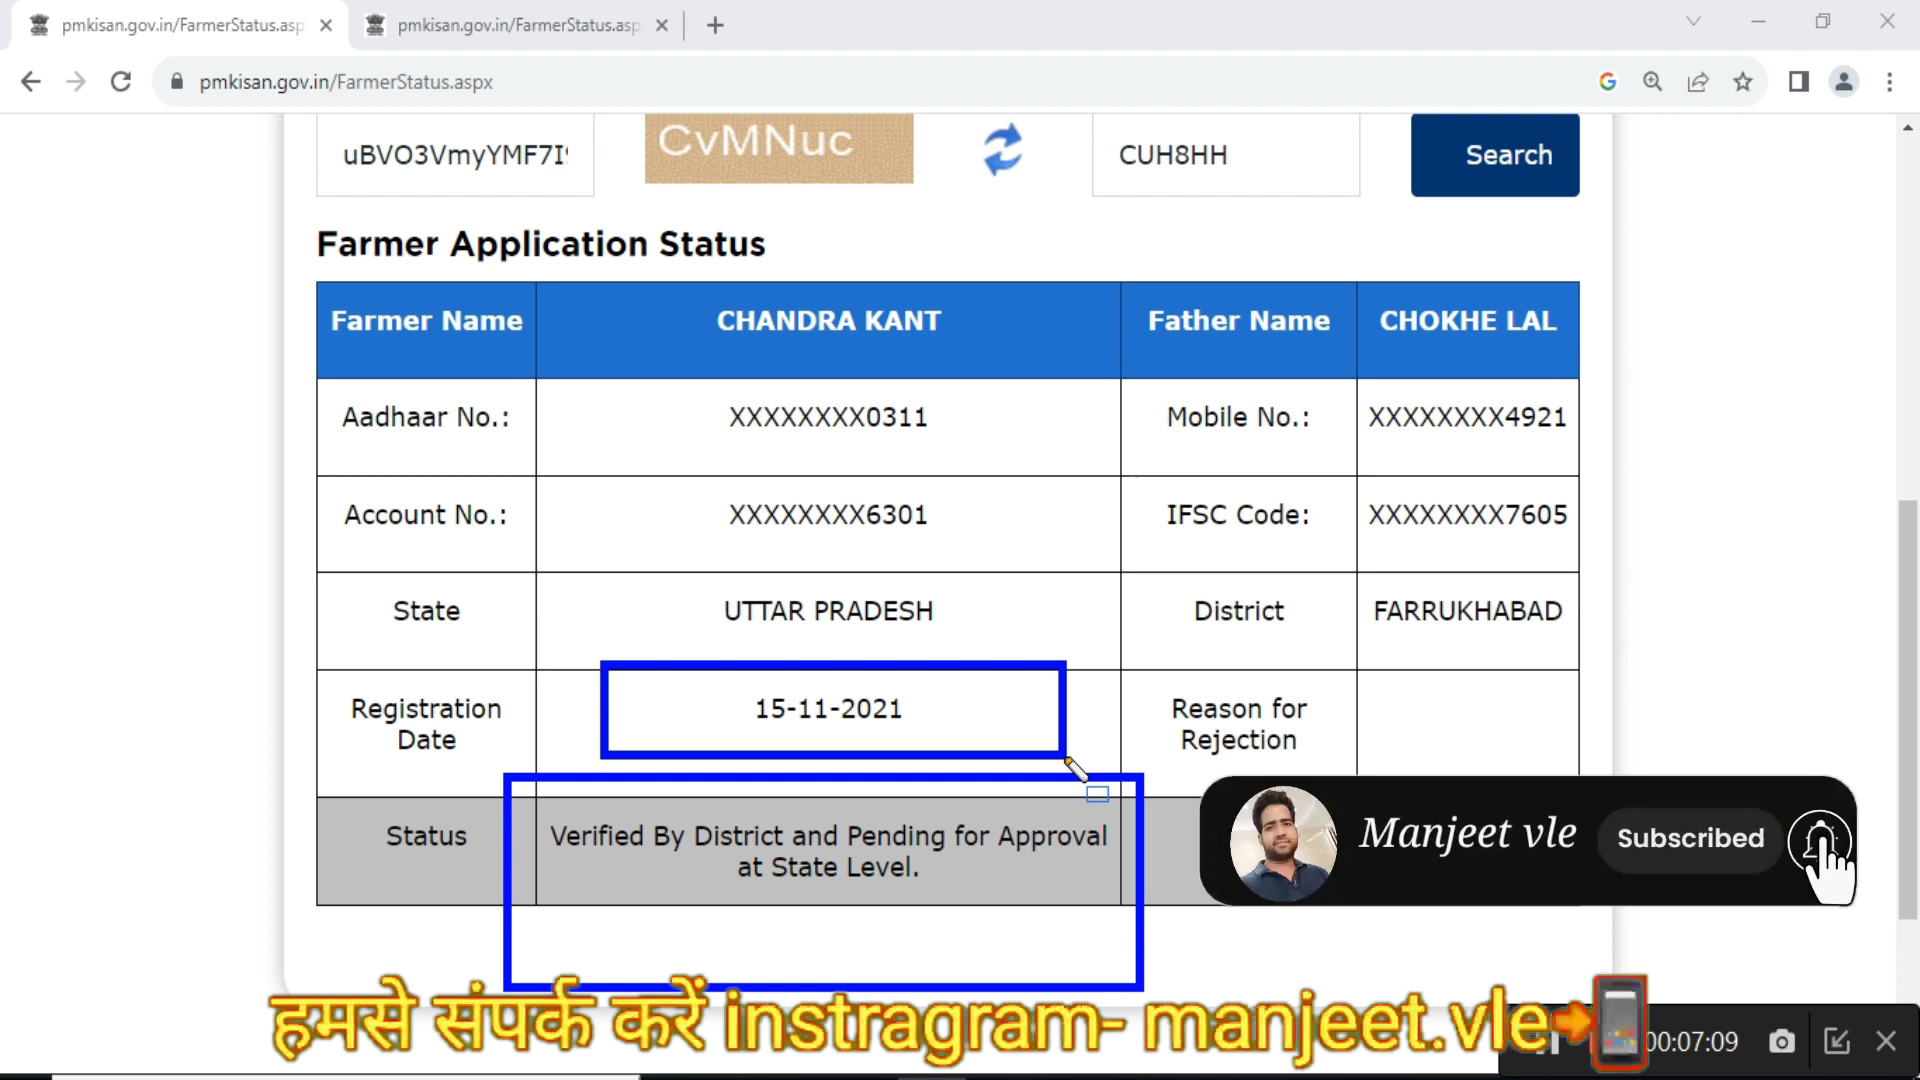 pmkisan.gov.in/FarmerStatus.asp
pmkisan.gov.in/FarmerStatus.asp
pmkisan.gov.in/FarmerStatus.aspx
CvMNuc
CUH8HH
Search
Farmer Application Status
Farmer Name CHANDRA KANT Father Name CHOKHE LAL
Aadhaar No.: XXXXXXXX0311 Mobile No.: XXXXXXXX4921
Account No.: XXXXXXXX6301 IFSC Code: XXXXXXXX7605
State UTTAR PRADESH District FARRUKHABAD
Registration Date 15-11-2021 Reason for Rejection
Status Verified By District and Pending for Approval
at State Level.
Manjeet vle Subscribed
हमसे संपर्क करें instragram- manjeet.vle
00:07:09